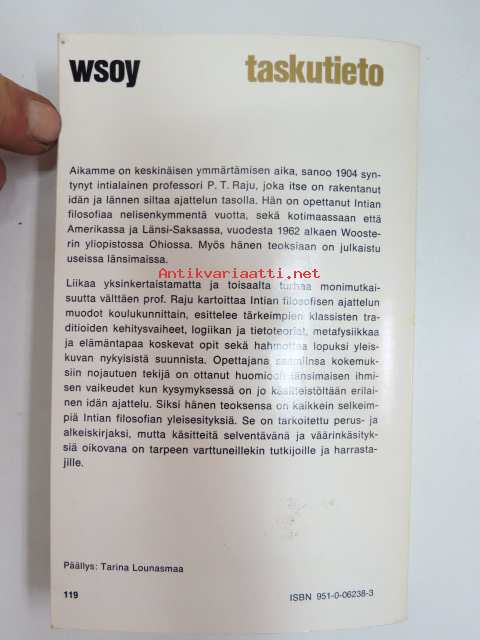 wsoy taskutieto
Aikamme on keskinäisen ymmärtämisen aika, sanoo 1904 syn-
tynyt intialainen professori P. T. Raju, joka itse on rakentanut
idän ja lännen siltaa ajattelun tasolla. Hän on opettanut Intian
filosofiaa nelisenkymmentä vuotta, sekä kotimaassaan että
Amerikassa ja Länsi-Saksassa, vuodesta 1962 alkaen Wooste-
rin yliopistossa Ohiossa. Myös hänen teoksiaan on julkaistu
useissa länsimaissa.
Antikvariaatti.net
Liikaa yksinkertaistamatta ja toisaalta turhaa monimutkai-
suutta välttäen prof. Raju kartoittaa Intian filosofisen ajattelun
muodot koulukunnittain, esittelee tärkeimpien klassisten tra-
ditioiden kehitysvaiheet, logiikan ja tietoteorian, metafysiikkaa
ja elämäntapaa koskevat opit sekä hahmottaa lopuksi yleis-
kuvan nykyisistä suunnista. Opettajana saamiinsa kokemuk-
siin nojautuen tekijä on ottanut huomioon länsimaisen ihmi-
sen vaikeudet kun kysymyksessä on jo käsitteistöltään erilai-
nen idän ajattelu. Siksi hänen teoksensa on kaikkein selkeim-
piä Intian filosofian yleisesityksiä. Se on tarkoitettu perus- ja
alkeiskirjaksi, mutta käsitteitä selventävänä ja väärinkäsityk-
siä oikovana on tarpeen varttuneillekin tutkijoille ja harrasta-
jille.
Päällys: Tarina Lounasmaa
119 ISBN 951-0-06238-3